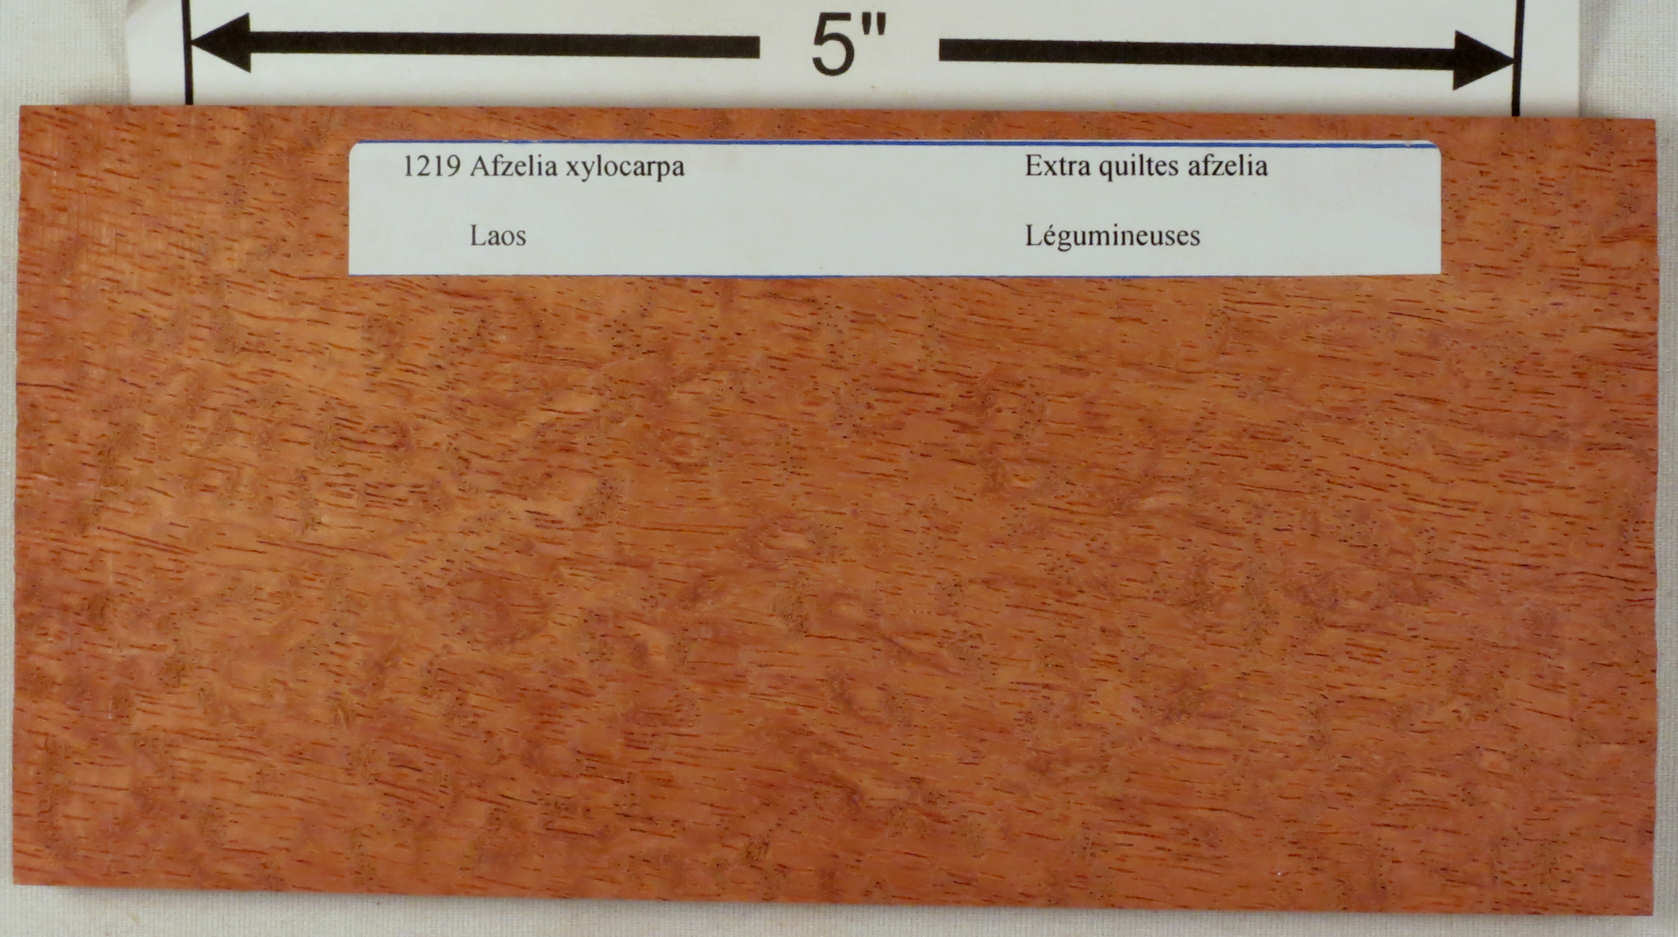 5"
1219 Afzelia xylocarpa Extra quiltes afzelia
Laos Légumineuses